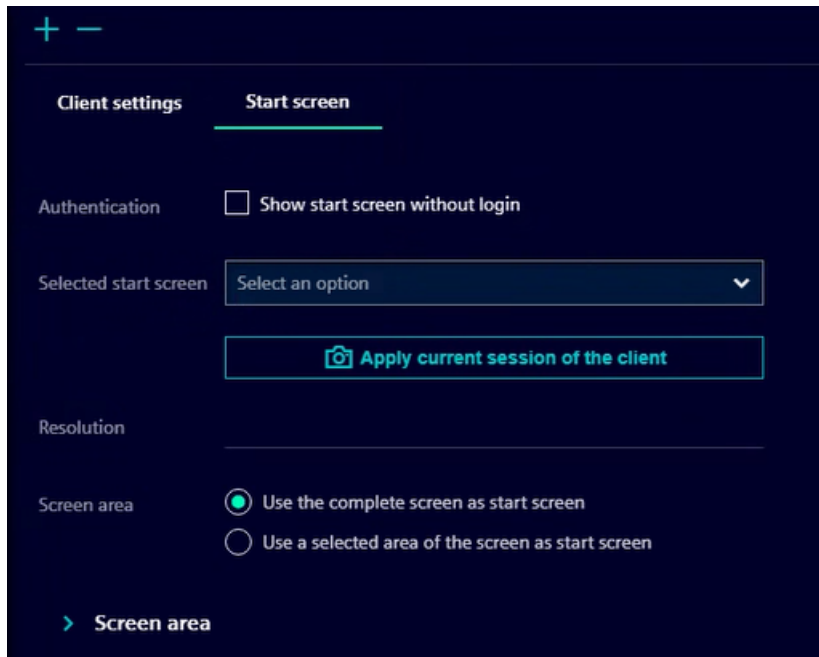 Client settings Start screen
Authentication Show start screen without login
Selected start screen Select an option
Apply current session of the client
Resolution
Screen area Use the complete screen as start screen
Use a selected area of the screen as start screen
Screen area